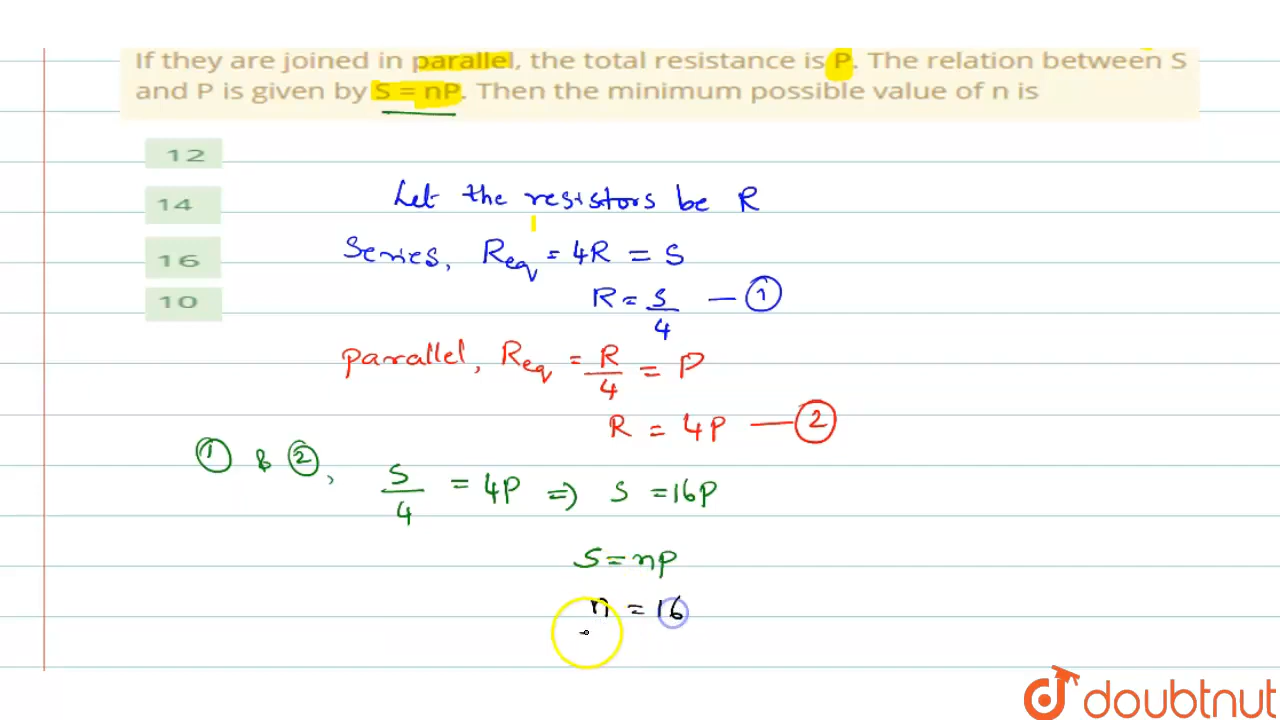 If they are joined in parallel, the total resistance is P. The relation between S
and P is given by S = nP. Then the minimum possible value of n is
12
Let the resistors be R
14
Series, Req = 4R = S
16
R = S/4 — ①
10
parallel, Req = R/4 = P
R = 4P — ②
① & ②, S/4 = 4P => S = 16P
S = nP
n = 16
doubtnut